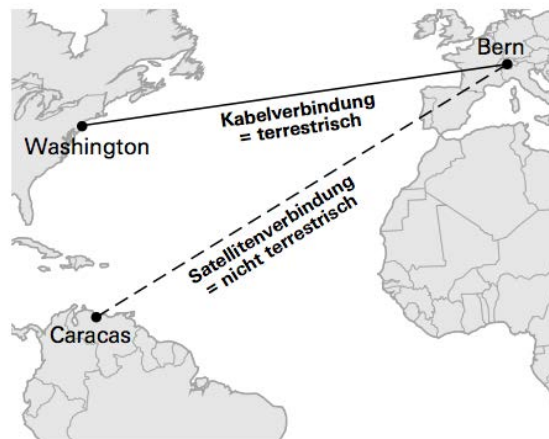 Bern
Kabelverbindung
= terrestrisch
Washington
Satellitenverbindung
= nicht terrestrisch
Caracas